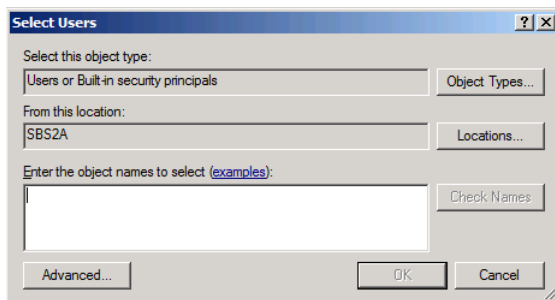 Select Users
Select this object type:
Users or Built-in security principals
Object Types...
From this location:
SBS2A
Locations...
Enter the object names to select (examples):
Check Names
Advanced...
OK
Cancel